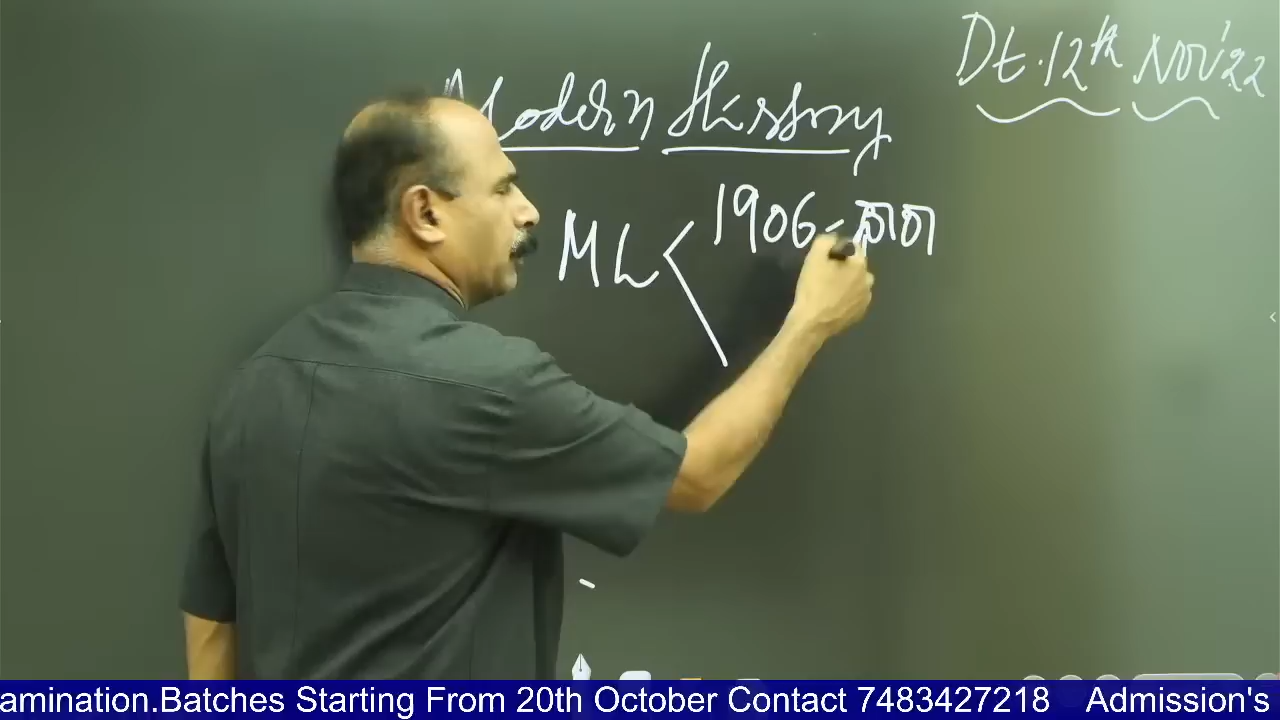 Dt. 12th Nov'22
Modern History
ML < 1906 -
amination.Batches Starting From 20th October Contact 7483427218 Admission's